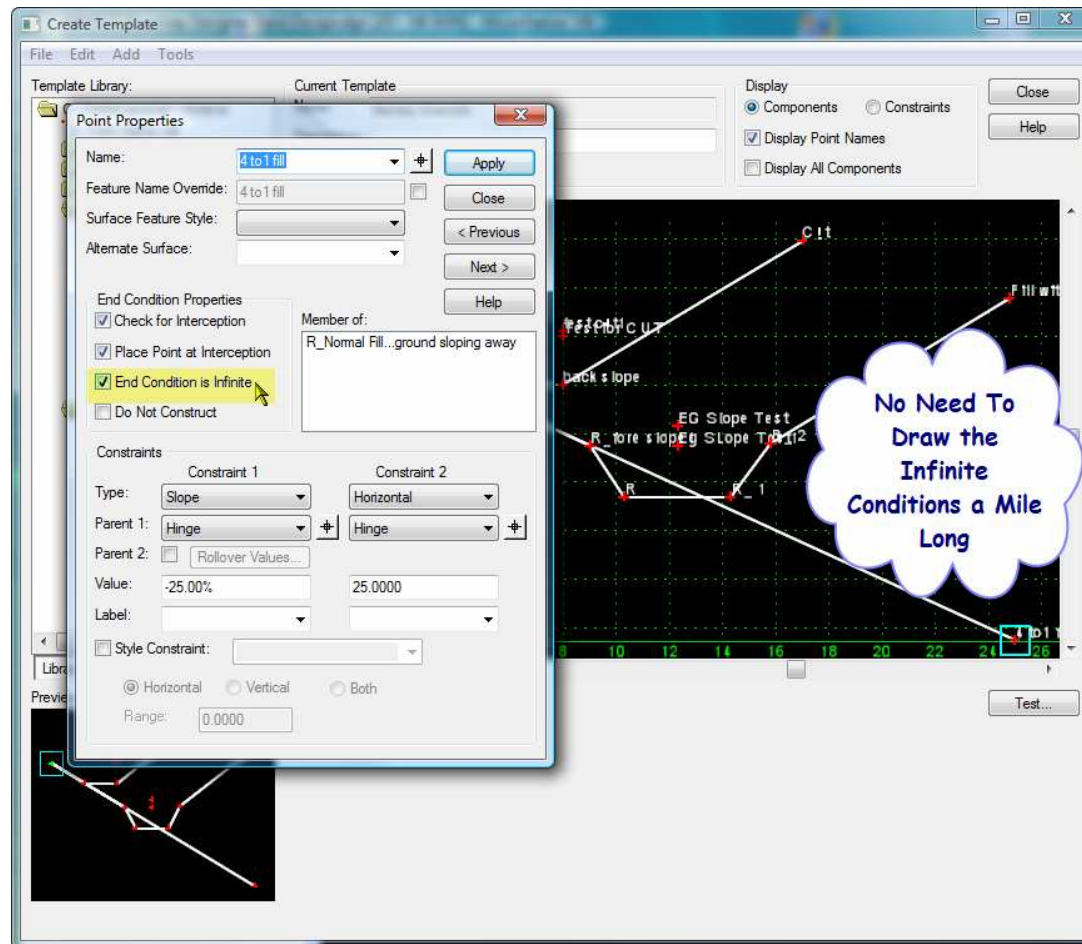 Create Template
File Edit Add Tools
Template Library:
Current Template
Display
Components
Constraints
Display Point Names
Display All Components
Close
Help
Point Properties
Name:
4 to1 fill
Apply
Feature Name Override:
4 to1 fill
Close
Surface Feature Style:
< Previous
Alternate Surface:
Next >
Help
End Condition Properties
Check for Interception
Place Point at Interception
End Condition is Infinite
Do Not Construct
Member of:
R_Normal Fill...ground sloping away
Constraints
Constraint 1
Constraint 2
Type:
Slope
Horizontal
Parent 1:
Hinge
Hinge
Parent 2:
Rollover Values...
Value:
-25.00%
25.0000
Label:
Style Constraint:
Horizontal
Vertical
Both
Range:
0.0000
back slope
EG Slope Test
R_fore slope
R
R_1
No Need To
Draw the
Infinite
Conditions a Mile
Long
8 10 12 14 16 18 20 22 24 26
Test...